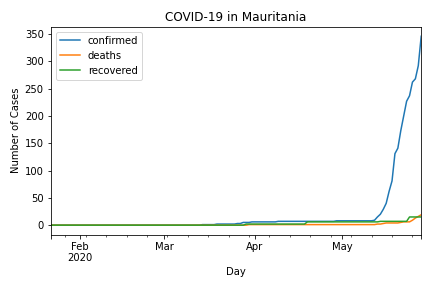 COVID-19 in Mauritania
confirmed
deaths
recovered
Number of Cases
350
300
250
200
150
100
50
0
Feb Mar Apr May
2020
Day